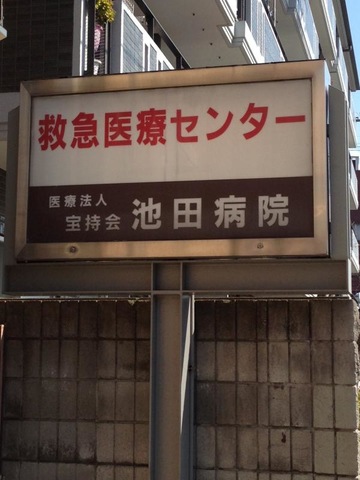 救急医療センター
医療法人
宝持会 池田病院